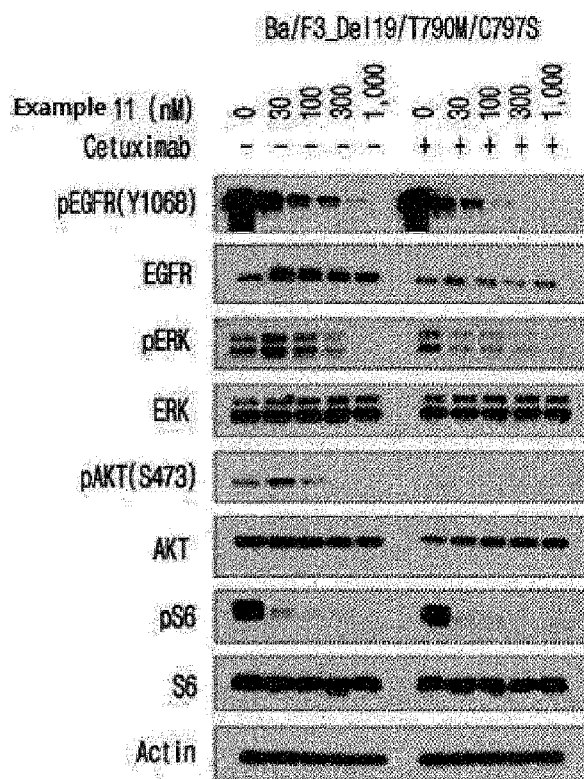 Ba/F3_Del19/T790M/C797S
Example 11 (nM) 0 30 100 300 1,000 0 30 100 300 1,000
Cetuximab - - - - - + + + + +
pEGFR(Y1068)
EGFR
pERK
ERK
pAKT(S473)
AKT
pS6
S6
Actin